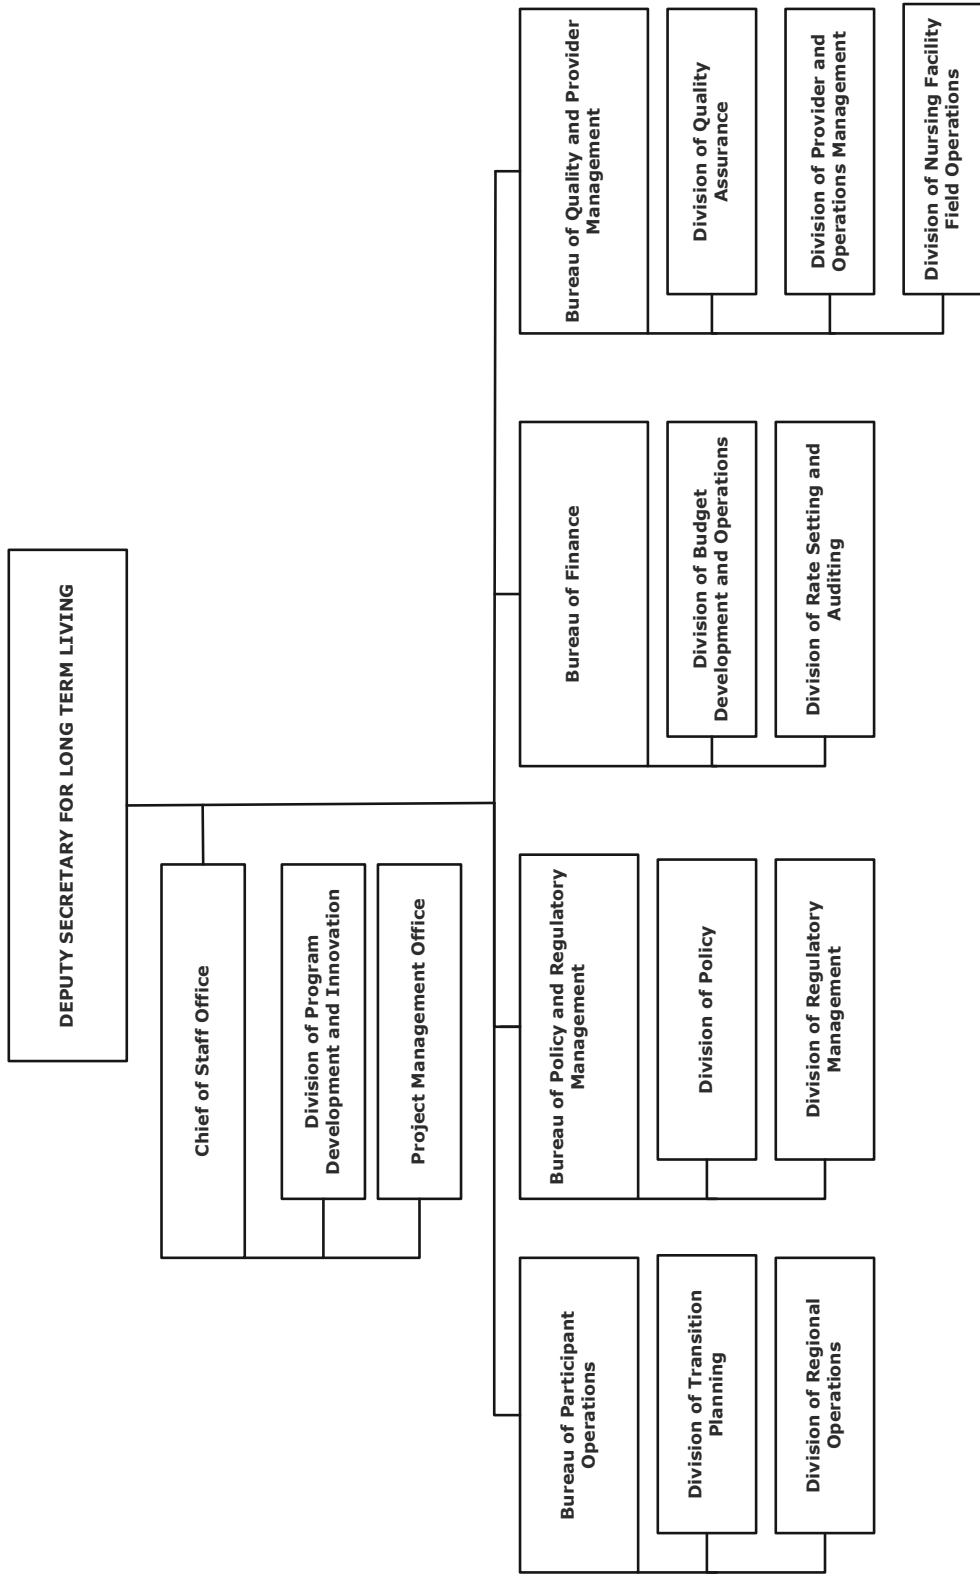 DEPUTY SECRETARY FOR LONG TERM LIVING
Chief of Staff Office
Division of Program
Development and Innovation
Project Management Office
Bureau of Participant
Operations
Division of Transition
Planning
Division of Regional
Operations
Bureau of Policy and Regulatory
Management
Division of Policy
Division of Regulatory
Management
Bureau of Finance
Division of Budget
Development and Operations
Division of Rate Setting and
Auditing
Bureau of Quality and Provider
Management
Division of Quality
Assurance
Division of Provider and
Operations Management
Division of Nursing Facility
Field Operations